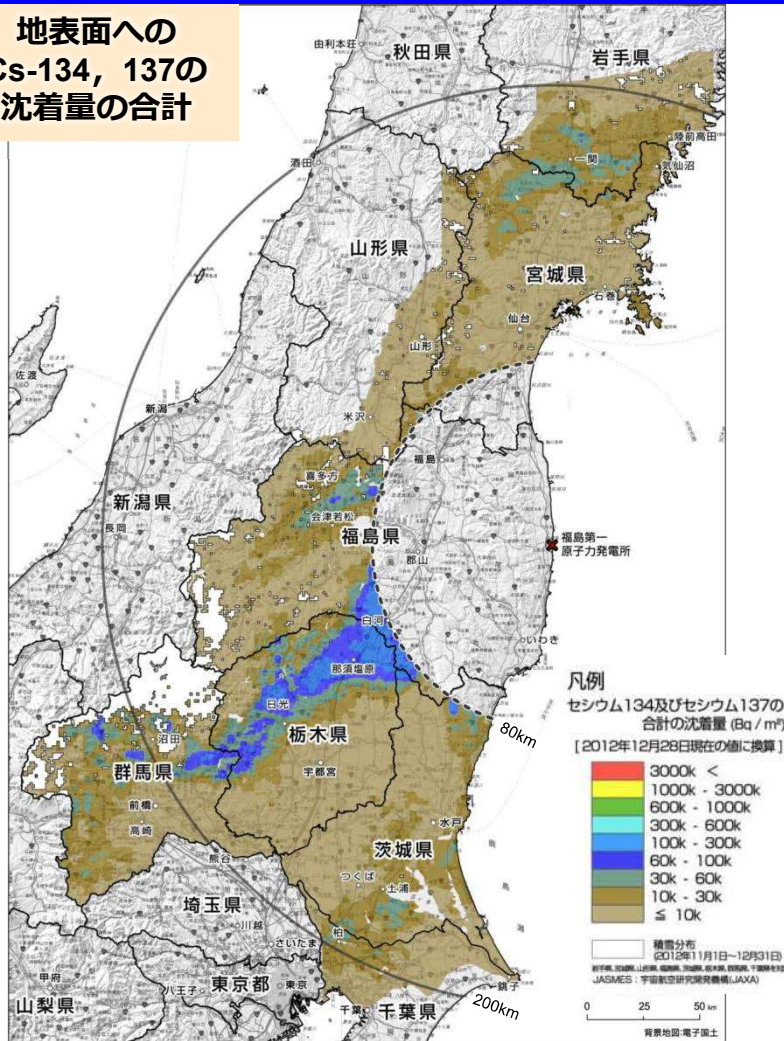 地表面への
Cs-134，137の
沈着量の合計
秋田県
岩手県
由利本荘
酒田
一関
陸前高田
気仙沼
山形県
宮城県
石巻
仙台
山形
佐渡
新潟
米沢
福島
喜多方
新潟県
長岡
会津若松
福島県
福島第一
原子力発電所
郡山
白河
いわき
那須塩原
日光
80km
沼田
栃木県
群馬県
宇都宮
前橋
高崎
水戸
茨城県
熊谷
つくば
土浦
埼玉県
川越
柏
さいたま
甲府
八王子
東京都
東京
銚子
山梨県
千葉
千葉県
200km
凡例
セシウム134及びセシウム137の
合計の沈着量 (Bq / m²)
[ 2012年12月28日現在の値に換算 ]
3000k <
1000k - 3000k
600k - 1000k
300k - 600k
100k - 300k
60k - 100k
30k - 60k
10k - 30k
≤ 10k
積雪分布
(2012年11月1日~12月31日)
JASMES：宇宙航空研究開発機構(JAXA)
0 25 50 km
背景地図:電子国土